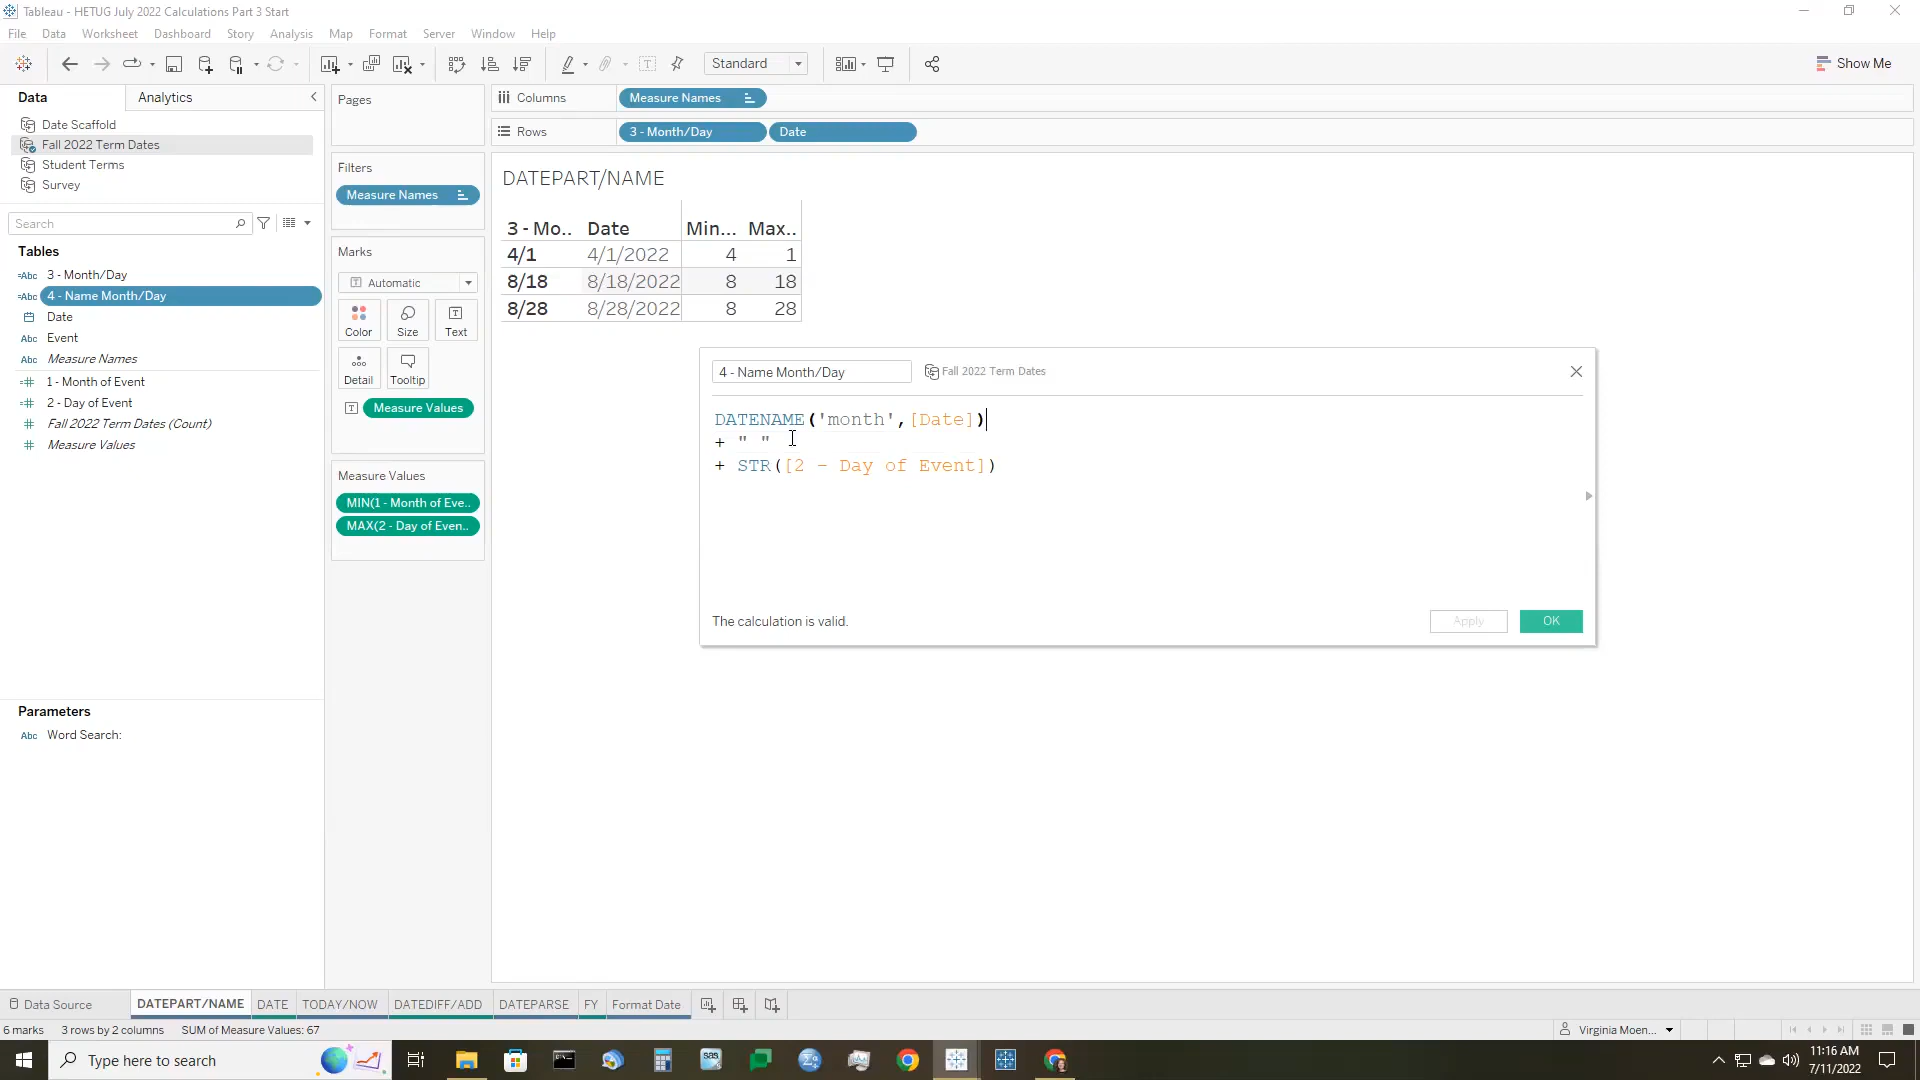 Tableau - HETUG July 2022 Calculations Part 3 Start
File Data Worksheet Dashboard Story Analysis Map Format Server Window Help
Standard
Show Me
Data Analytics
Date Scaffold
Fall 2022 Term Dates
Student Terms
Survey
Search
Tables
=Abc 3 - Month/Day
=Abc 4 - Name Month/Day
Date
Abc Event
Abc Measure Names
1 - Month of Event
2 - Day of Event
Fall 2022 Term Dates (Count)
Measure Values
Parameters
Abc Word Search:
Pages
Filters
Measure Names
Marks
Automatic
Color Size Text
Detail Tooltip
Measure Values
Measure Values
MIN(1 - Month of Eve..
MAX(2 - Day of Even..
Columns Measure Names
Rows 3 - Month/Day Date
DATEPART/NAME
3 - Mo.. Date Min... Max..
4/1 4/1/2022 4 1
8/18 8/18/2022 8 18
8/28 8/28/2022 8 28
4 - Name Month/Day Fall 2022 Term Dates
DATENAME('month',[Date])
+ " "
+ STR([2 - Day of Event])
The calculation is valid.
Apply OK
Data Source DATEPART/NAME DATE TODAY/NOW DATEDIFF/ADD DATEPARSE FY Format Date
6 marks 3 rows by 2 columns SUM of Measure Values: 67
Virginia Moen...
Type here to search
11:16 AM
7/11/2022